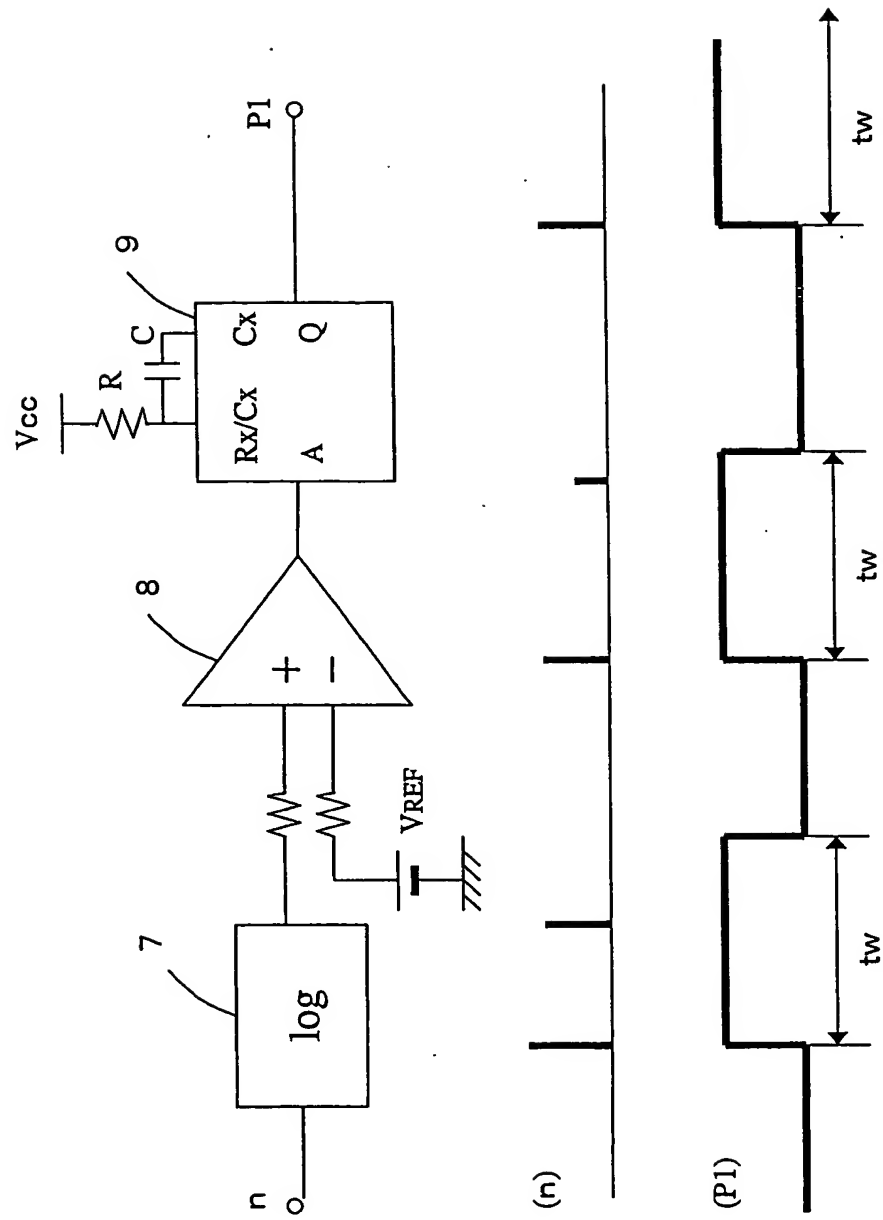 n
7
log
VREF
+
−
8
Vcc
R
C
9
Rx/Cx
Cx
A
Q
P1
(n)
(P1)
tw
tw
tw